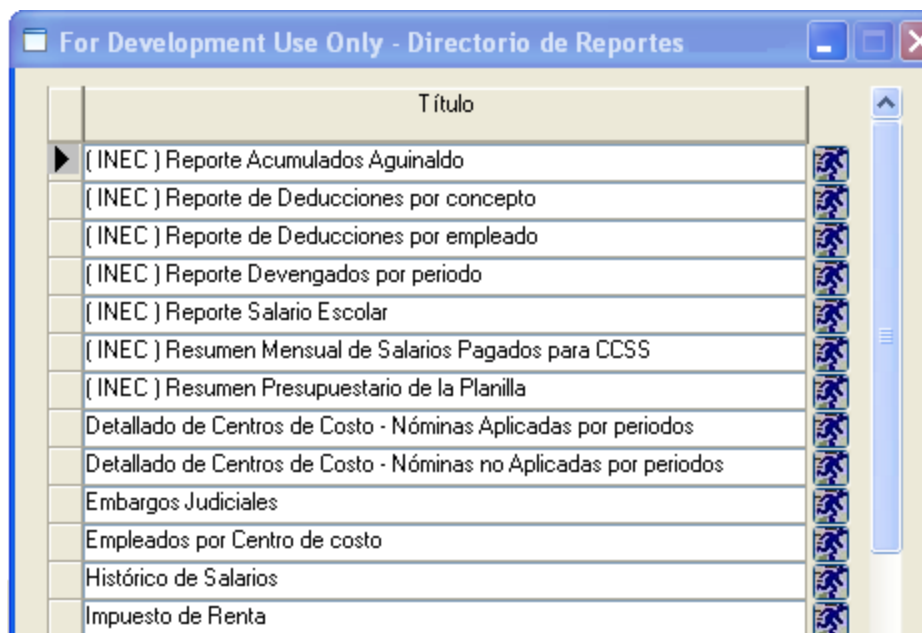 For Development Use Only - Directorio de Reportes
Título
( INEC ) Reporte Acumulados Aguinaldo
( INEC ) Reporte de Deducciones por concepto
( INEC ) Reporte de Deducciones por empleado
( INEC ) Reporte Devengados por periodo
( INEC ) Reporte Salario Escolar
( INEC ) Resumen Mensual de Salarios Pagados para CCSS
( INEC ) Resumen Presupuestario de la Planilla
Detallado de Centros de Costo - Nóminas Aplicadas por periodos
Detallado de Centros de Costo - Nóminas no Aplicadas por periodos
Embargos Judiciales
Empleados por Centro de costo
Histórico de Salarios
Impuesto de Renta